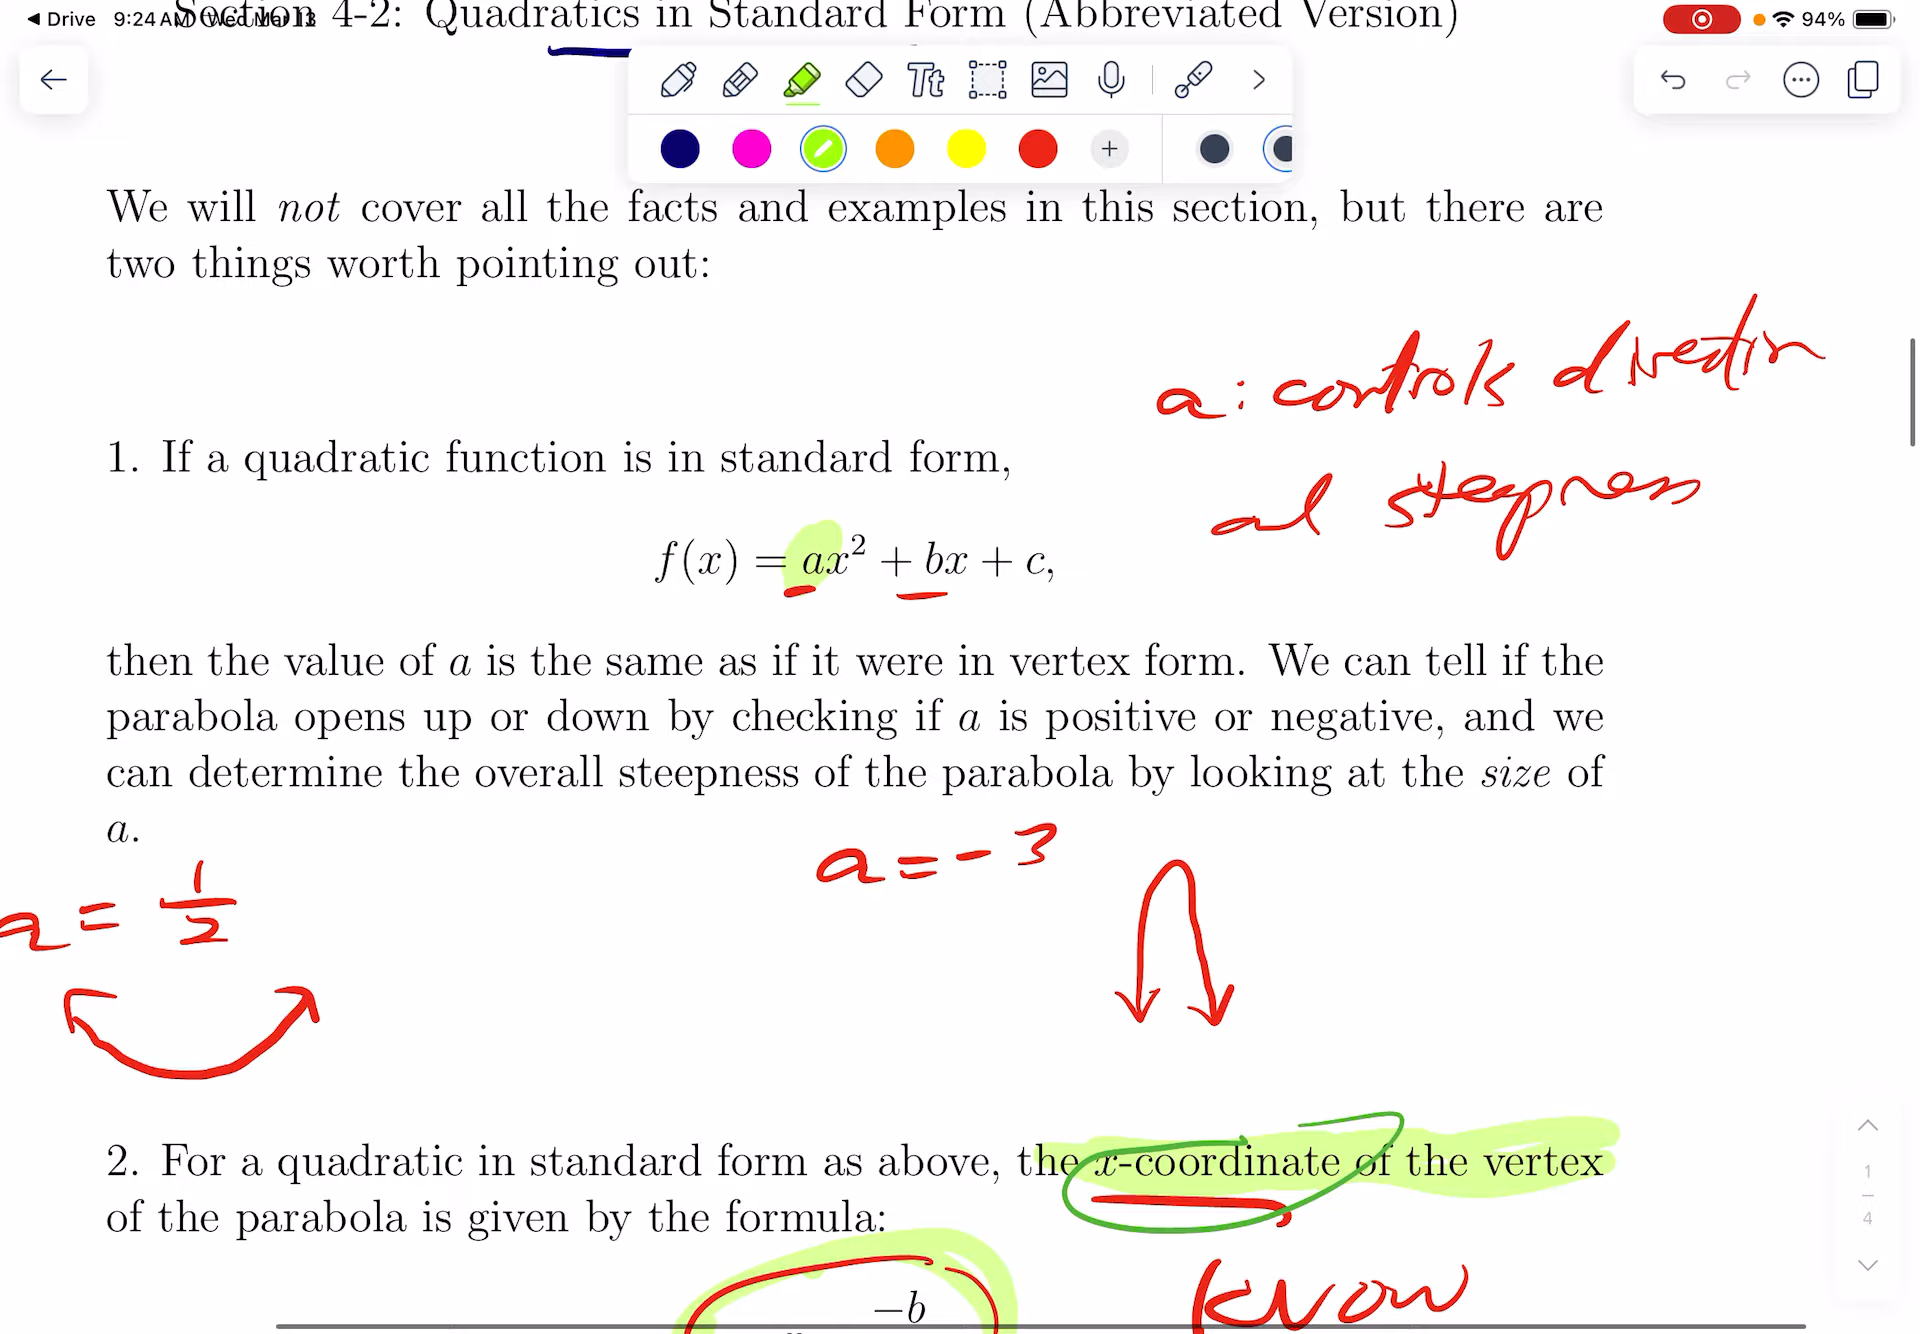 Drive 9:24 AM Wed Mar 13
94%
Section 4-2: Quadratics in Standard Form (Abbreviated Version)
Tt
We will not cover all the facts and examples in this section, but there are
two things worth pointing out:
a: controls direction
and steepness
1. If a quadratic function is in standard form,
f(x) = ax² + bx + c,
then the value of a is the same as if it were in vertex form. We can tell if the
parabola opens up or down by checking if a is positive or negative, and we
can determine the overall steepness of the parabola by looking at the size of
a.
a = 1/2
a = -3
2. For a quadratic in standard form as above, the x-coordinate of the vertex
of the parabola is given by the formula:
-b
know
1
4